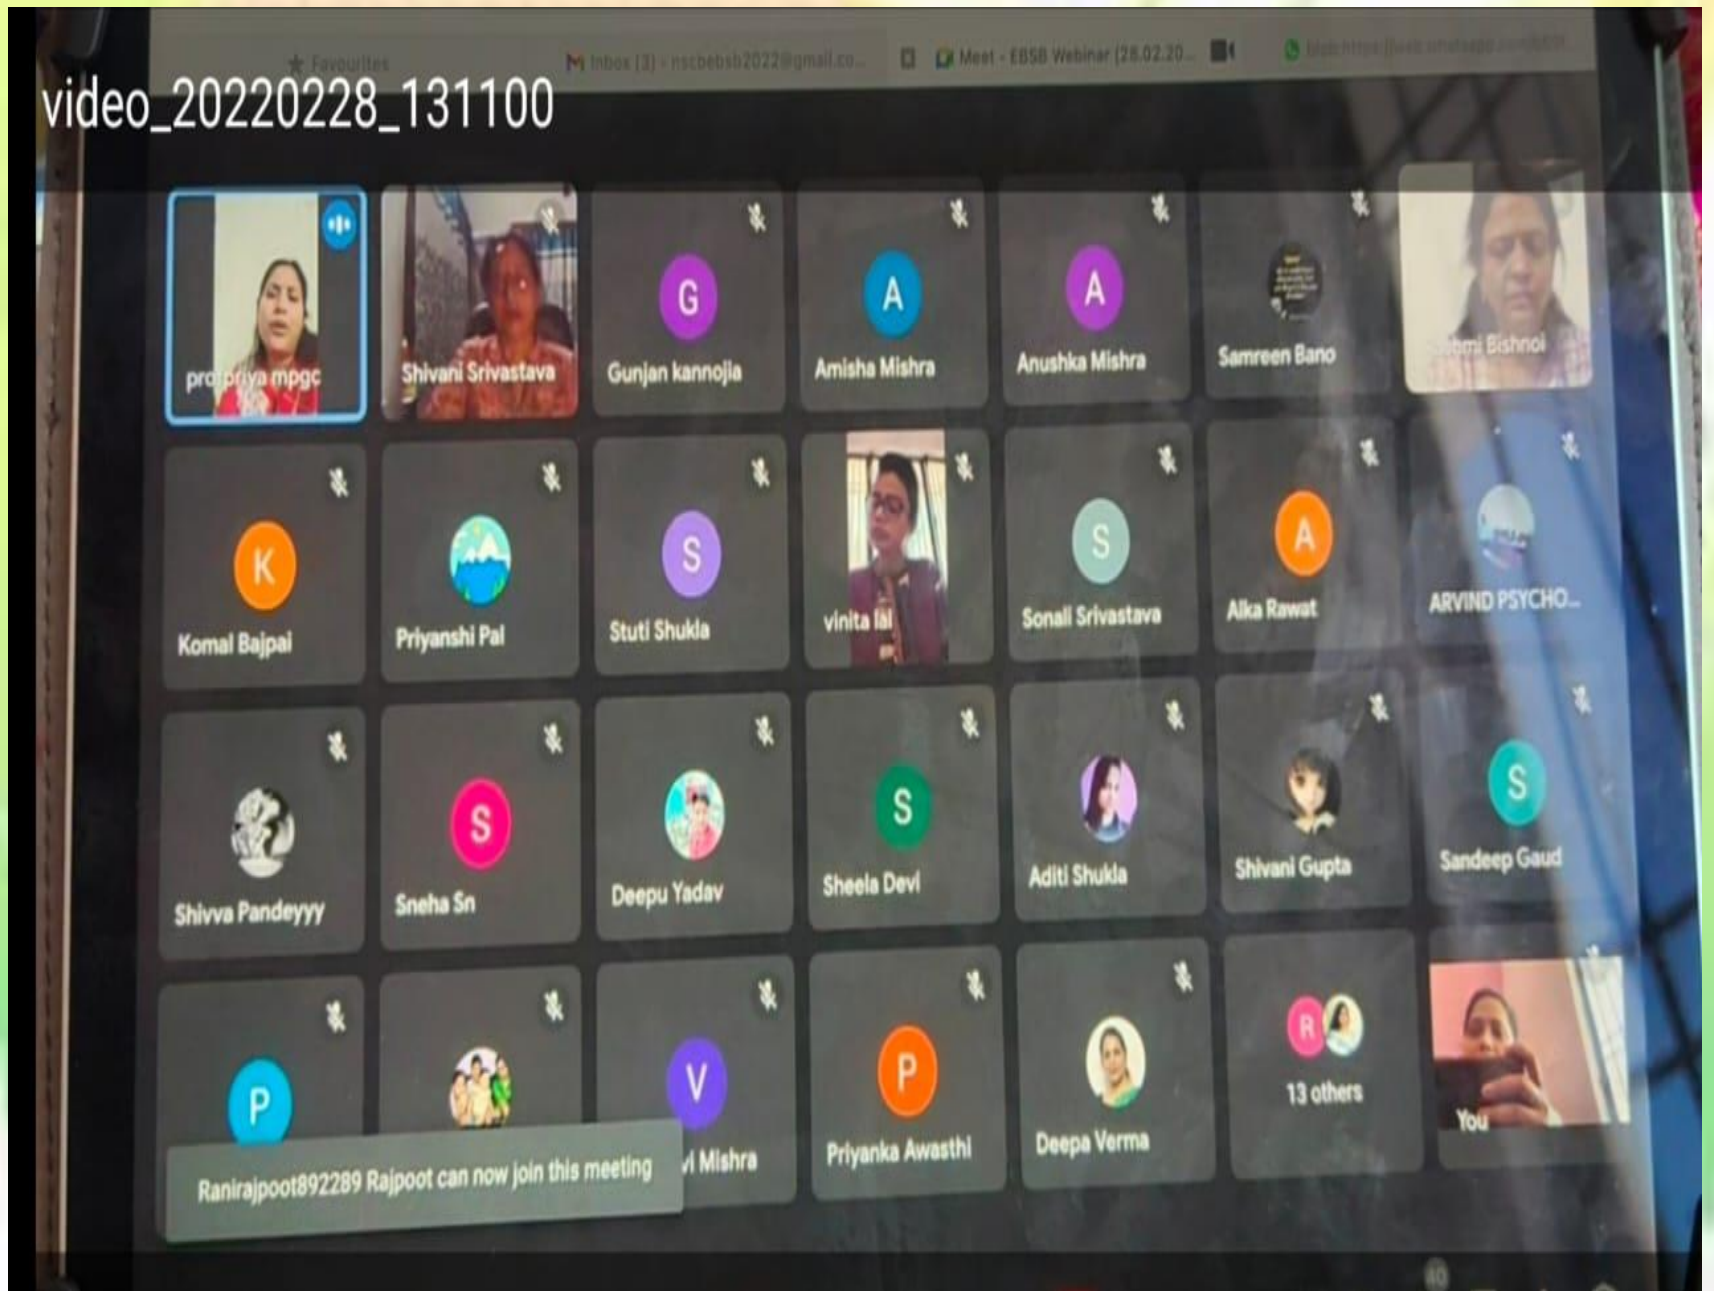 Favourites
Inbox (3) - nscbebsb2022@gmail.co...
Meet - EBSB Webinar (28.02.20...
video_20220228_131100
prof priya mpgc
Shivani Srivastava
G
Gunjan kannojia
A
Amisha Mishra
A
Anushka Mishra
Samreen Bano
Bishnoi
K
Komal Bajpai
Priyanshi Pal
S
Stuti Shukla
vinita lal
S
Sonali Srivastava
A
Alka Rawat
ARVIND PSYCHO...
Shivva Pandeyyy
S
Sneha Sn
Deepu Yadav
S
Sheela Devi
Aditi Shukla
Shivani Gupta
S
Sandeep Gaud
P
V
vi Mishra
P
Priyanka Awasthi
Deepa Verma
R
13 others
You
Ranirajpoot892289 Rajpoot can now join this meeting
40